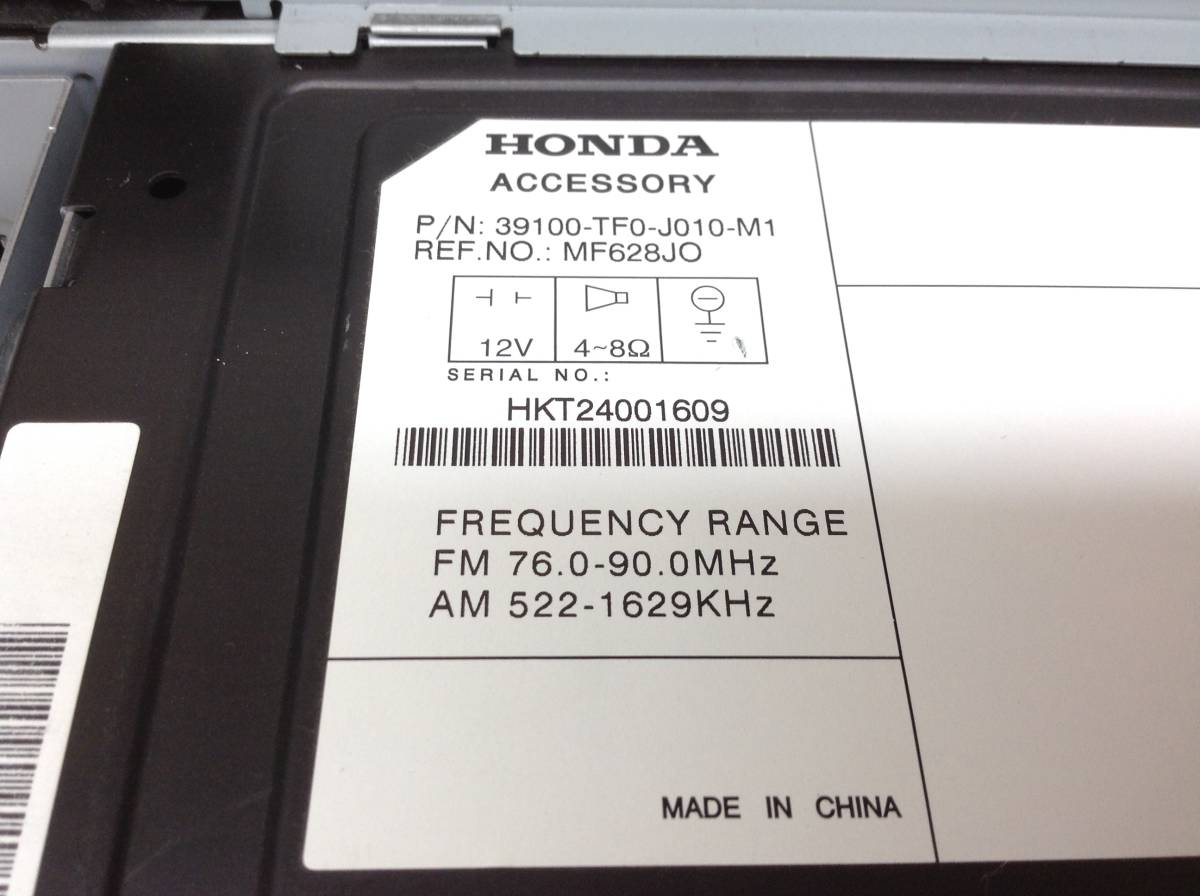 HONDA
ACCESSORY
P/N: 39100-TF0-J010-M1
REF.NO.: MF628JO
12V 4~8Ω
SERIAL NO.:
HKT24001609
FREQUENCY RANGE
FM 76.0-90.0MHz
AM 522-1629KHz
MADE IN CHINA